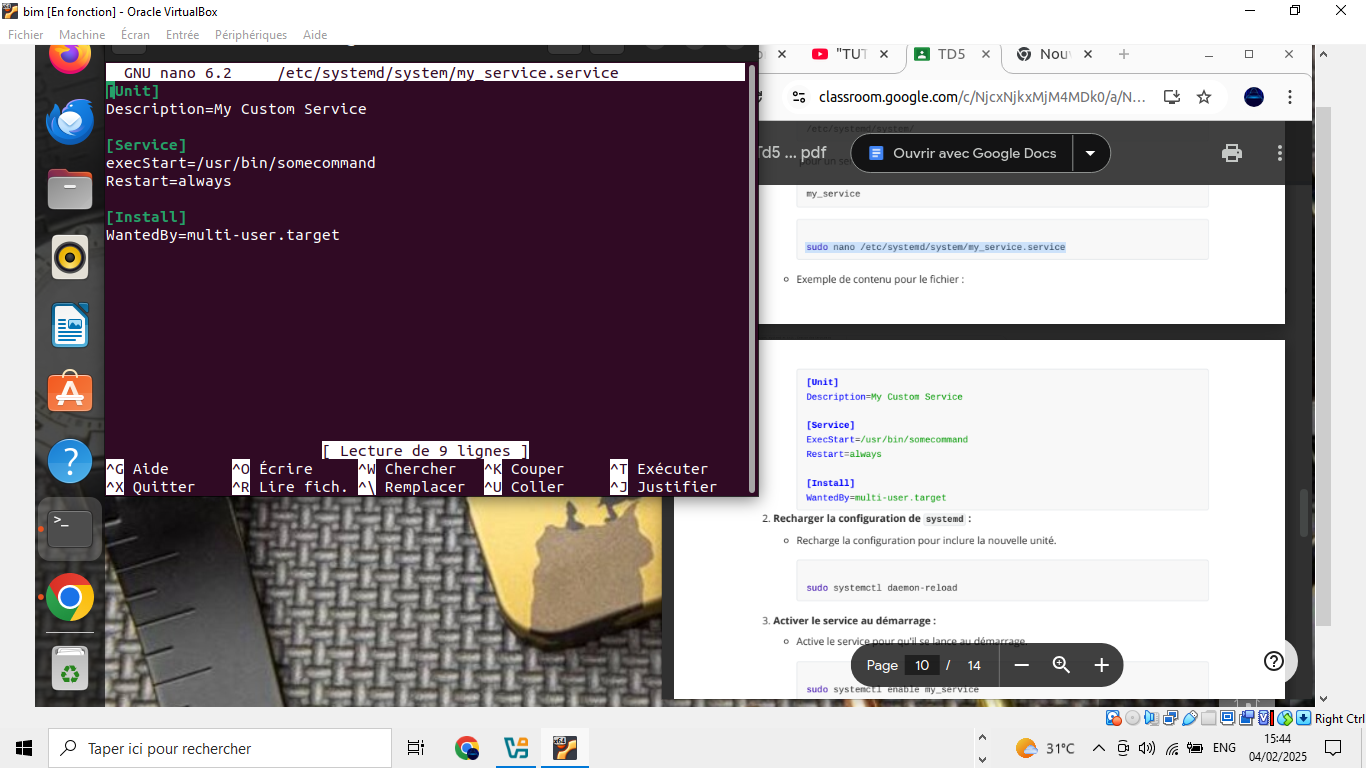 bim [En fonction] - Oracle VirtualBox
Fichier Machine Écran Entrée Périphériques Aide
GNU nano 6.2 /etc/systemd/system/my_service.service
[Unit]
Description=My Custom Service
[Service]
execStart=/usr/bin/somecommand
Restart=always
[Install]
WantedBy=multi-user.target
[ Lecture de 9 lignes ]
^G Aide ^O Écrire ^W Chercher ^K Couper ^T Exécuter
^X Quitter ^R Lire fich. ^\ Remplacer ^U Coller ^J Justifier
"TUT TD5 Nouv
classroom.google.com/c/NjcxNjkxMjM4MDk0/a/N...
/etc/systemd/system/
Td5 ... pdf Ouvrir avec Google Docs
my_service
sudo nano /etc/systemd/system/my_service.service
Exemple de contenu pour le fichier :
[Unit]
Description=My Custom Service
[Service]
ExecStart=/usr/bin/somecommand
Restart=always
[Install]
WantedBy=multi-user.target
2. Recharger la configuration de systemd :
Recharge la configuration pour inclure la nouvelle unité.
sudo systemctl daemon-reload
3. Activer le service au démarrage :
Active le service pour qu'il se lance au démarrage.
Page 10 / 14
sudo systemctl enable my_service
Right Ctrl
Taper ici pour rechercher
31°C
ENG
15:44
04/02/2025